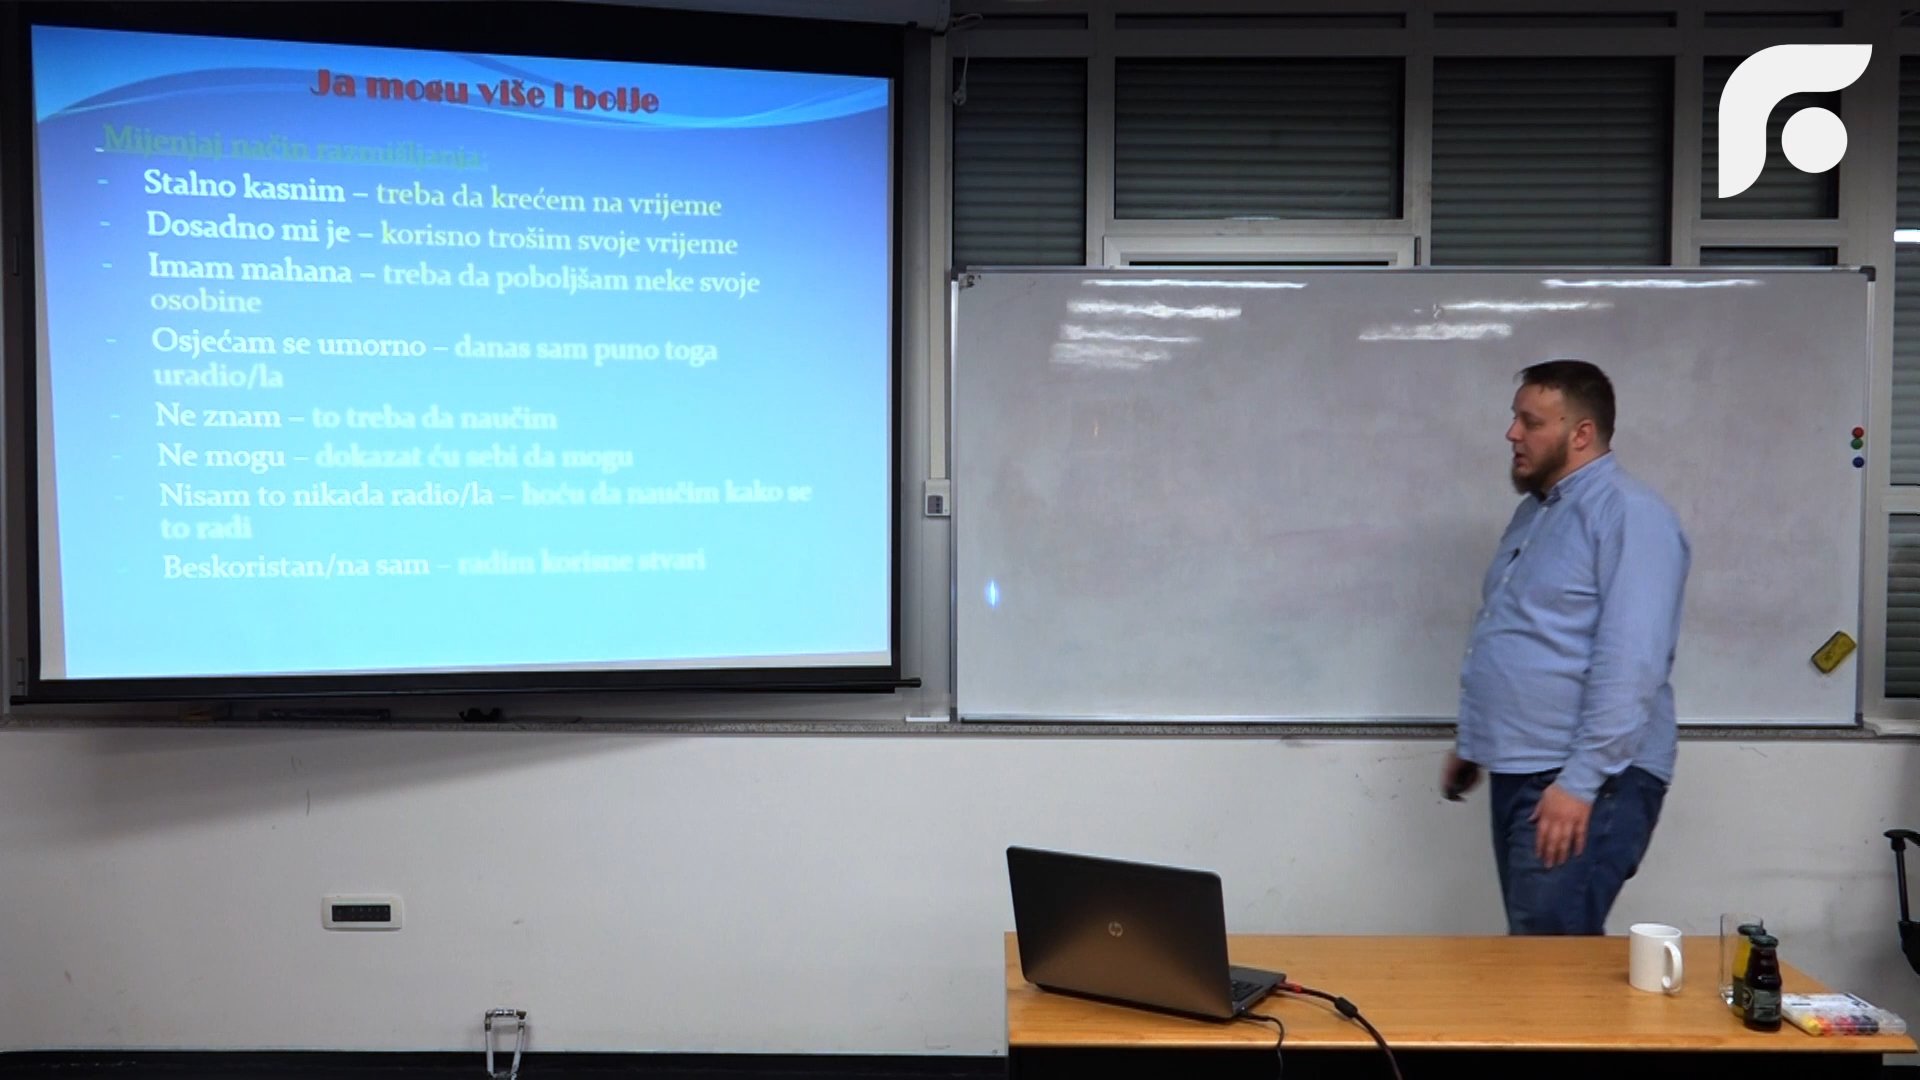 Ja mogu više I bolje
Mijenjaj način razmišljanja:
- Stalno kasnim – treba da krećem na vrijeme
- Dosadno mi je – korisno trošim svoje vrijeme
- Imam mahana – treba da poboljšam neke svoje
osobine
- Osjećam se umorno – danas sam puno toga
uradio/la
- Ne znam – to treba da naučim
- Ne mogu – dokazat ću sebi da mogu
- Nisam to nikada radio/la – hoću da naučim kako se
to radi
Beskoristan/na sam – radim korisne stvari
hp